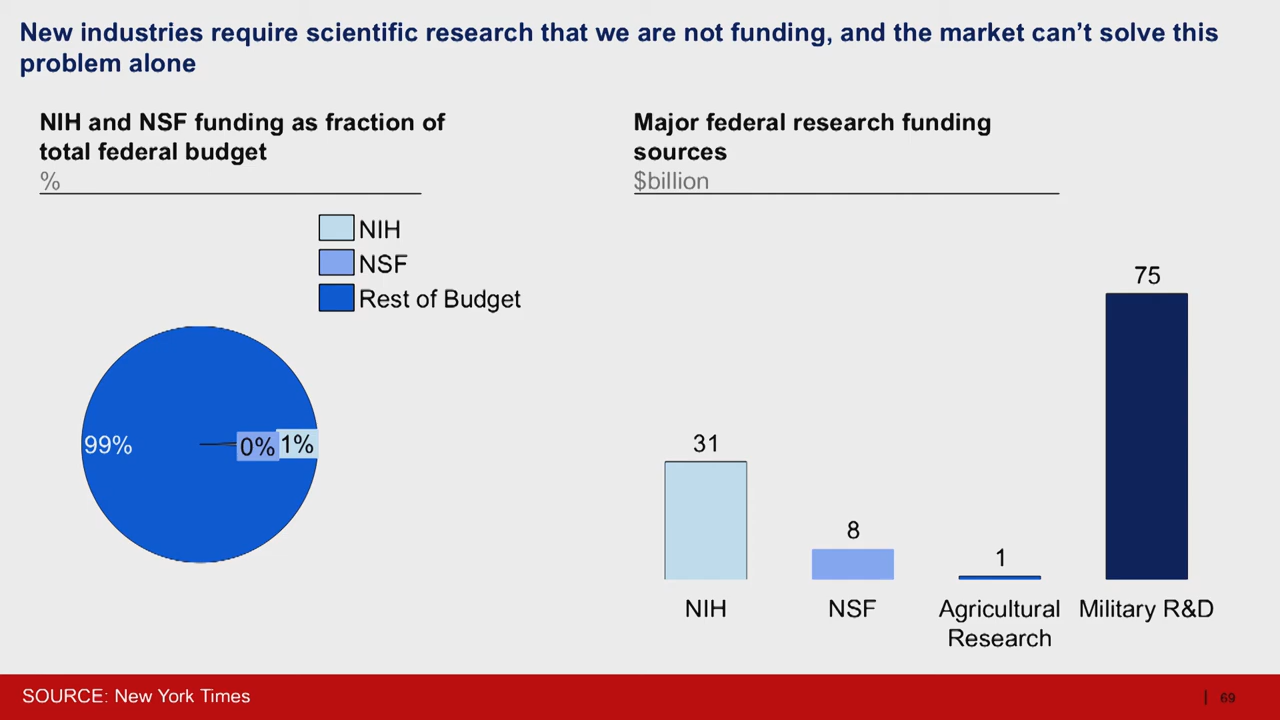 New industries require scientific research that we are not funding, and the market can't solve this
problem alone
NIH and NSF funding as fraction of
total federal budget
%
NIH
NSF
Rest of Budget
99%
0%
1%
Major federal research funding
sources
$billion
31
8
1
75
NIH
NSF
Agricultural
Research
Military R&D
SOURCE: New York Times
| 69